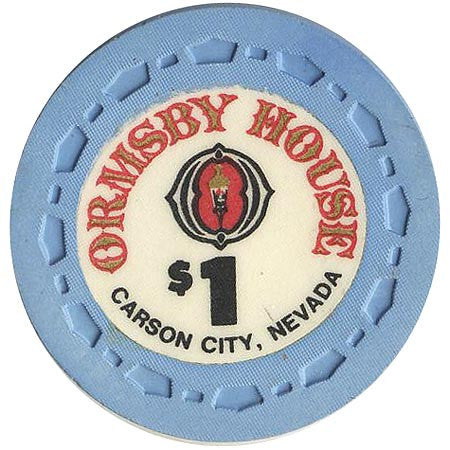 ORMSBY HOUSE
$1
CARSON CITY, NEVADA